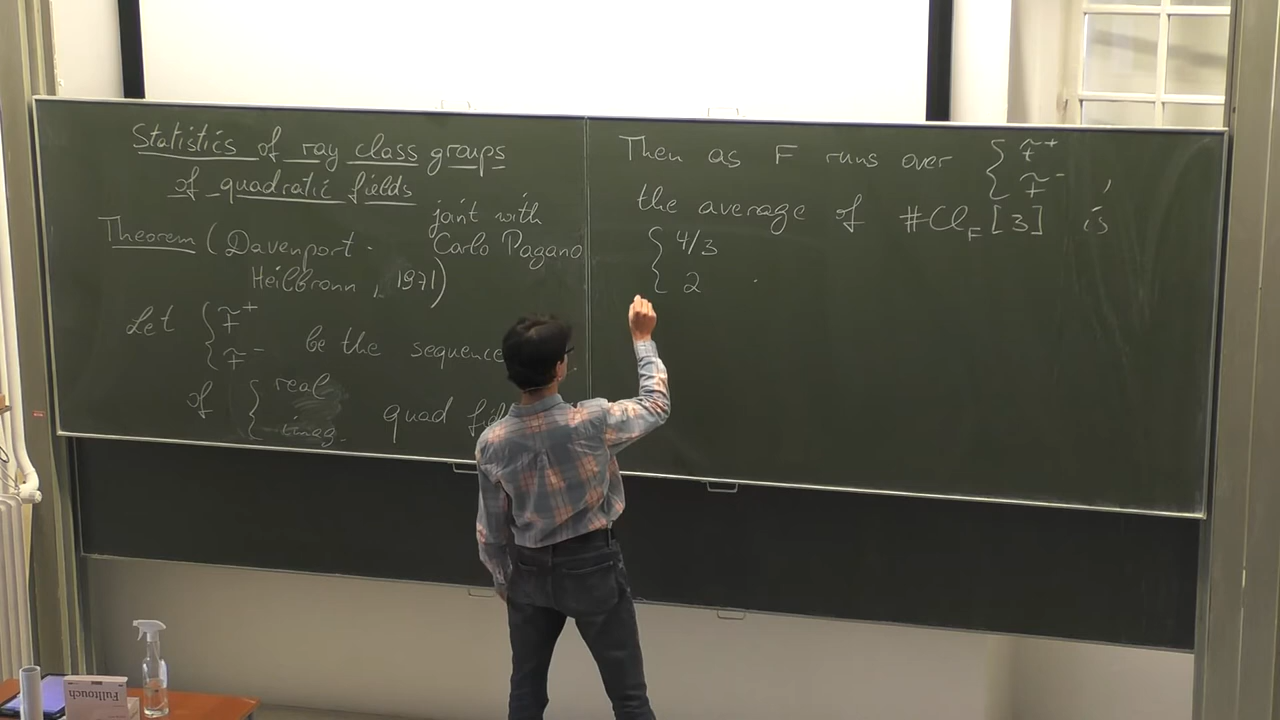 Statistics of ray class groups
of quadratic fields
joint with
Carlo Pagano
Theorem (Davenport-
Heilbronn, 1971)
Let { F⁺
F⁻ be the sequence
of { real
imag. quad
Then as F runs over { F⁺
F⁻ ,
the average of #Cl_F[3] is
{ 4/3
2 .
Fulltouch